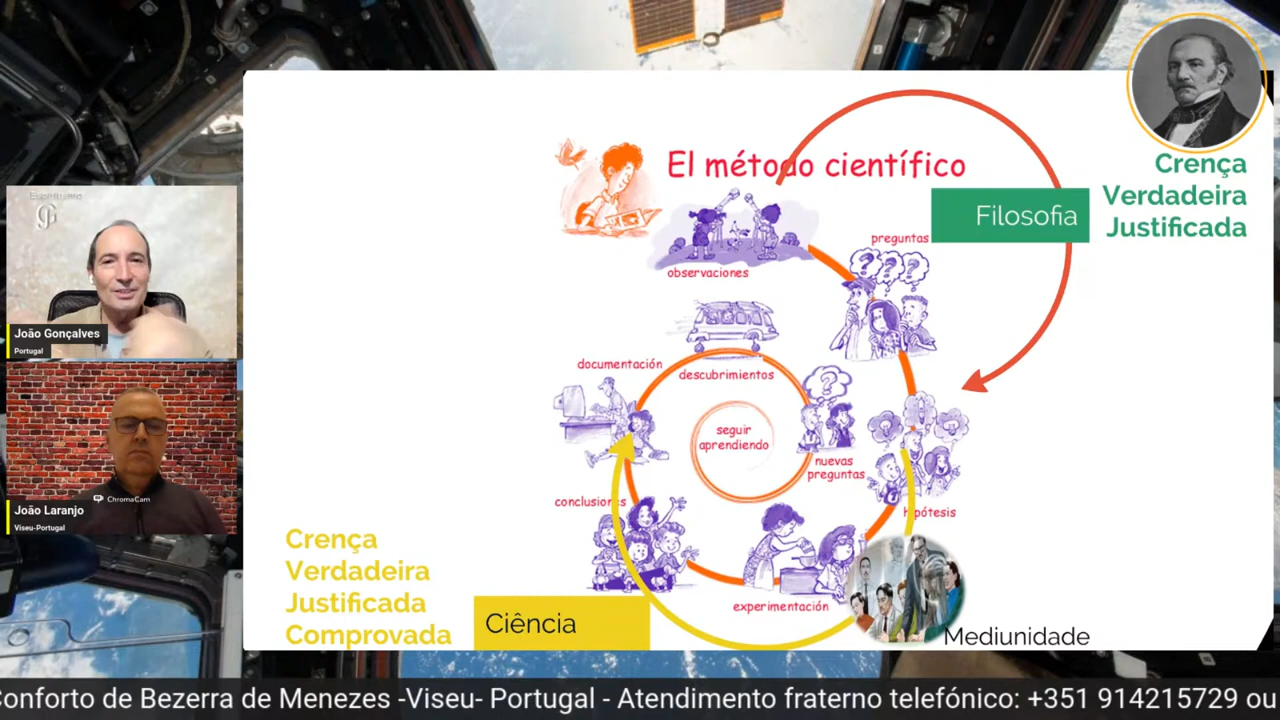 Espiritismo
João Gonçalves
Portugal
ChromaCam
João Laranjo
Viseu-Portugal
El método científico
Crença
Verdadeira
Justificada
Filosofia
preguntas
observaciones
documentación
descubrimientos
seguir
aprendiendo
nuevas
preguntas
conclusiones
hipótesis
experimentación
Crença
Verdadeira
Justificada
Comprovada
Ciência
Mediunidade
Conforto de Bezerra de Menezes -Viseu- Portugal - Atendimento fraterno telefónico: +351 914215729 ou